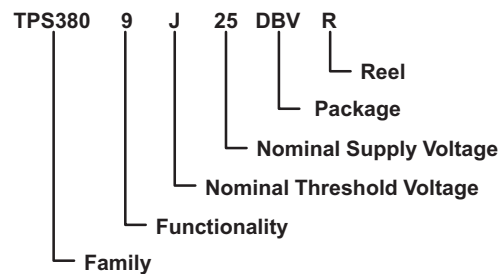 TPS380 9 J 25 DBV R
Reel
Package
Nominal Supply Voltage
Nominal Threshold Voltage
Functionality
Family